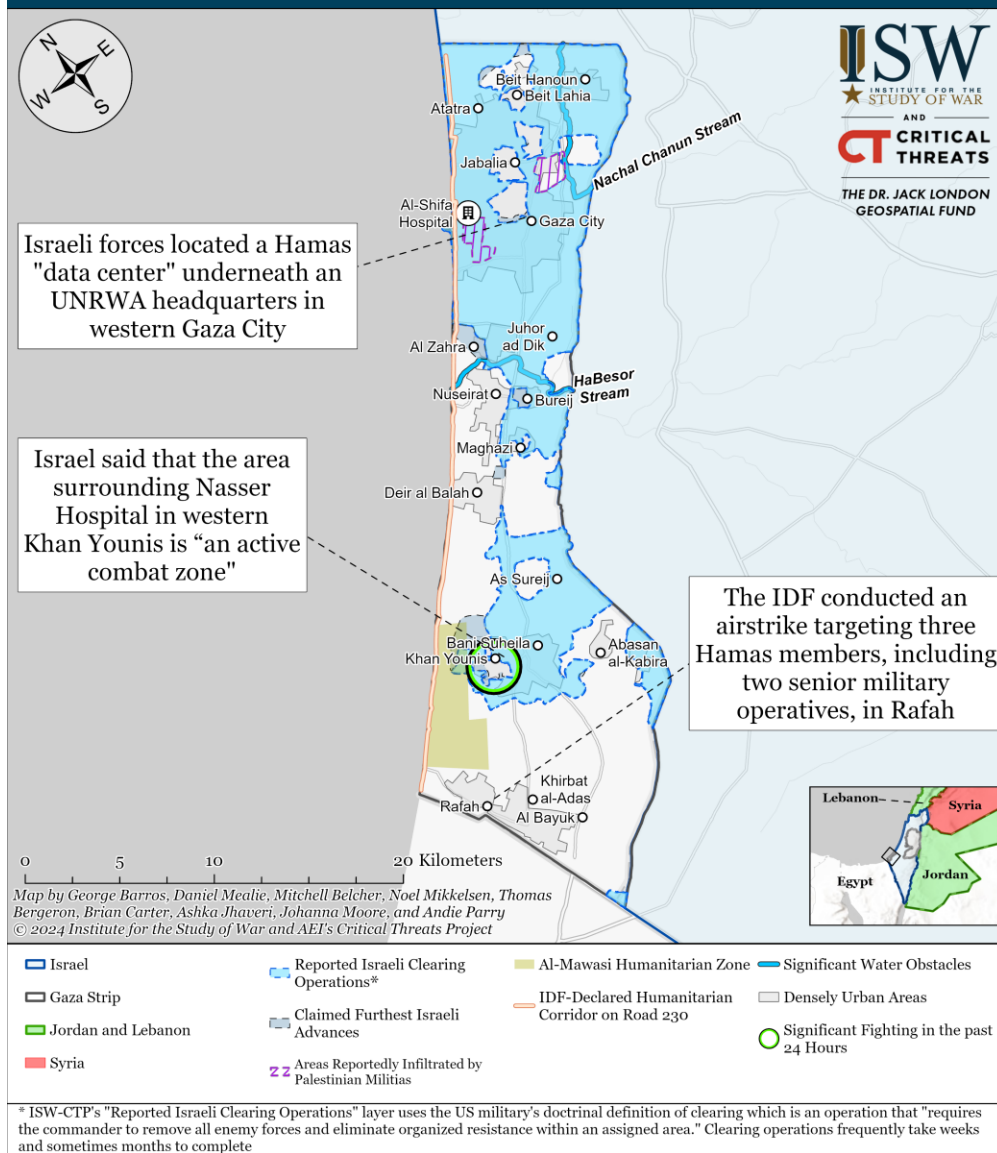 N
E
W
S
ISW
INSTITUTE FOR THE
STUDY OF WAR
AND
CT CRITICAL
THREATS
THE DR. JACK LONDON
GEOSPATIAL FUND
Beit Hanoun
Beit Lahia
Atatra
Jabalia
Nachal Chanun Stream
Al-Shifa
Hospital
Gaza City
Israeli forces located a Hamas
"data center" underneath an
UNRWA headquarters in
western Gaza City
Juhor
ad Dik
Al Zahra
HaBesor
Stream
Nuseirat
Bureij
Maghazi
Israel said that the area
surrounding Nasser
Hospital in western
Khan Younis is “an active
combat zone"
Deir al Balah
As Sureij
Bani Suheila
Khan Younis
Abasan
al-Kabira
The IDF conducted an
airstrike targeting three
Hamas members, including
two senior military
operatives, in Rafah
Khirbat
al-Adas
Rafah
Al Bayuk
Lebanon
Syria
Jordan
Egypt
0 5 10 20 Kilometers
Map by George Barros, Daniel Mealie, Mitchell Belcher, Noel Mikkelsen, Thomas
Bergeron, Brian Carter, Ashka Jhaveri, Johanna Moore, and Andie Parry
© 2024 Institute for the Study of War and AEI's Critical Threats Project
Israel
Gaza Strip
Jordan and Lebanon
Syria
Reported Israeli Clearing
Operations*
Claimed Furthest Israeli
Advances
Areas Reportedly Infiltrated by
Palestinian Militias
Al-Mawasi Humanitarian Zone
IDF-Declared Humanitarian
Corridor on Road 230
Significant Water Obstacles
Densely Urban Areas
Significant Fighting in the past
24 Hours
* ISW-CTP's "Reported Israeli Clearing Operations" layer uses the US military's doctrinal definition of clearing which is an operation that "requires
the commander to remove all enemy forces and eliminate organized resistance within an assigned area." Clearing operations frequently take weeks
and sometimes months to complete